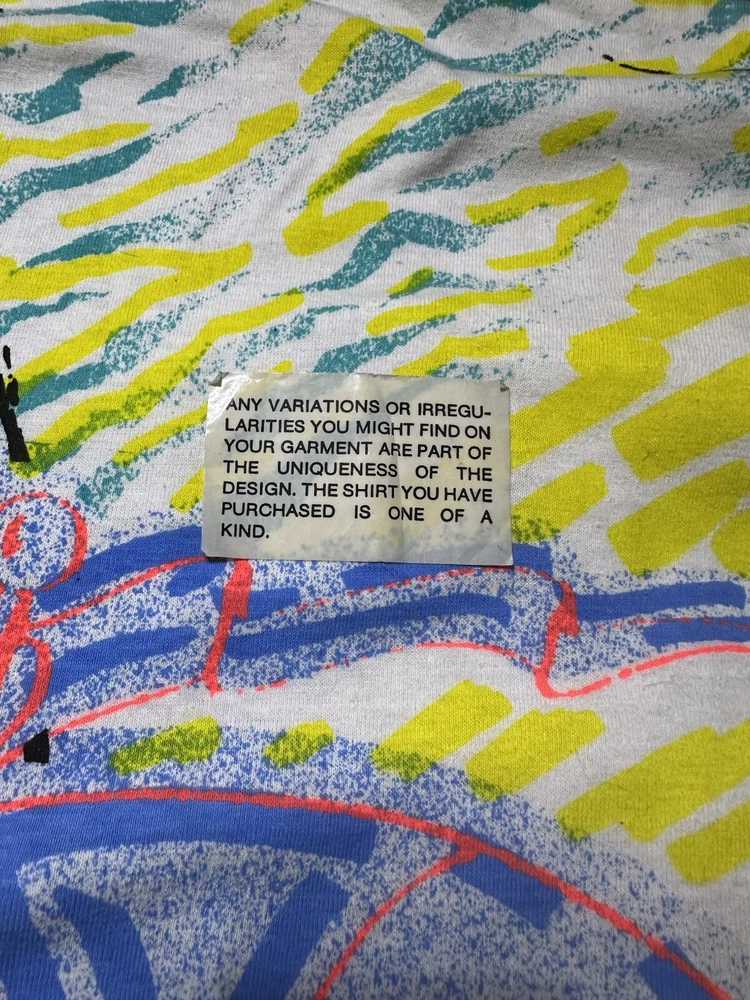 ANY VARIATIONS OR IRREGU-
LARITIES YOU MIGHT FIND ON
YOUR GARMENT ARE PART OF
THE UNIQUENESS OF THE
DESIGN. THE SHIRT YOU HAVE
PURCHASED IS ONE OF A
KIND.